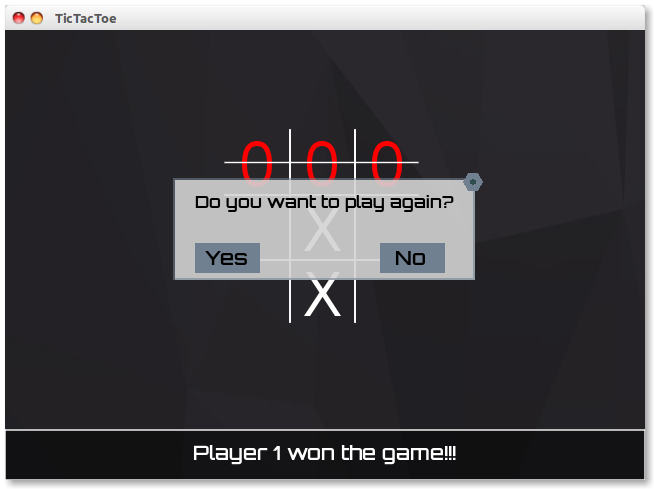 TicTacToe
O O O
Do you want to play again?
X
Yes No
X
Player 1 won the game!!!